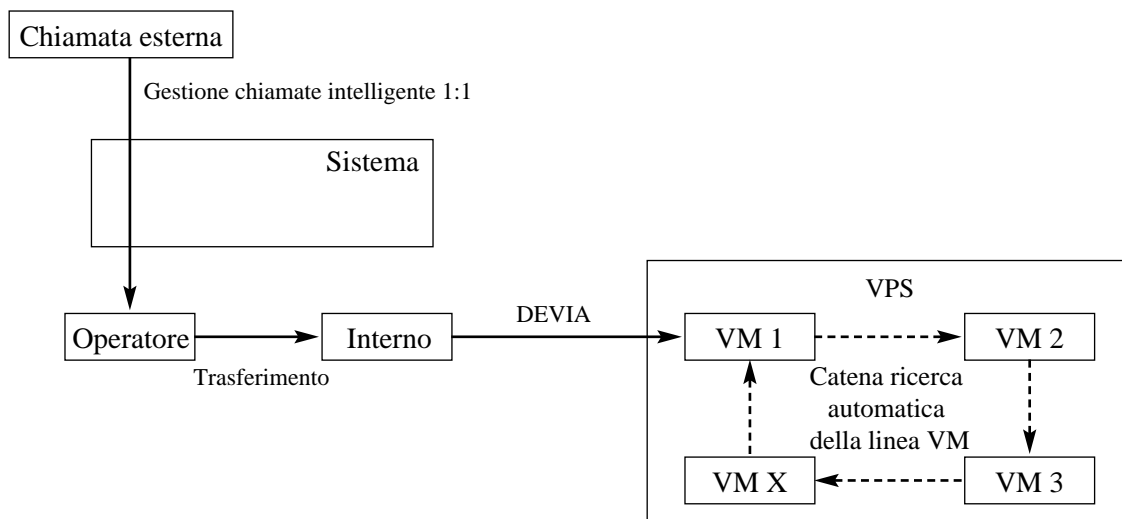 Chiamata esterna
Gestione chiamate intelligente 1:1
Sistema
VPS
DEVIA
Operatore
Interno
VM 1
VM 2
Trasferimento
Catena ricerca
automatica
della linea VM
VM X
VM 3